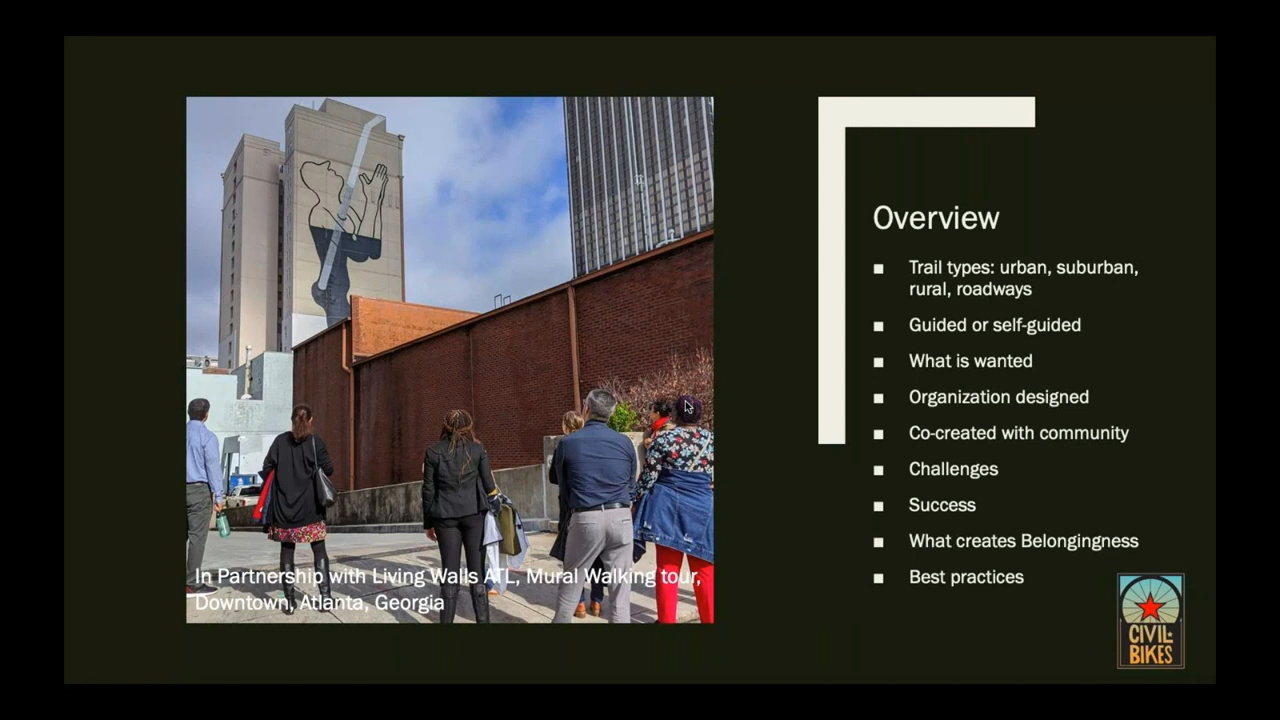 In Partnership with Living Walls ATL, Mural Walking tour,
Downtown, Atlanta, Georgia
Overview
■ Trail types: urban, suburban,
rural, roadways
■ Guided or self-guided
■ What is wanted
■ Organization designed
■ Co-created with community
■ Challenges
■ Success
■ What creates Belongingness
■ Best practices
CIVIL
BIKES